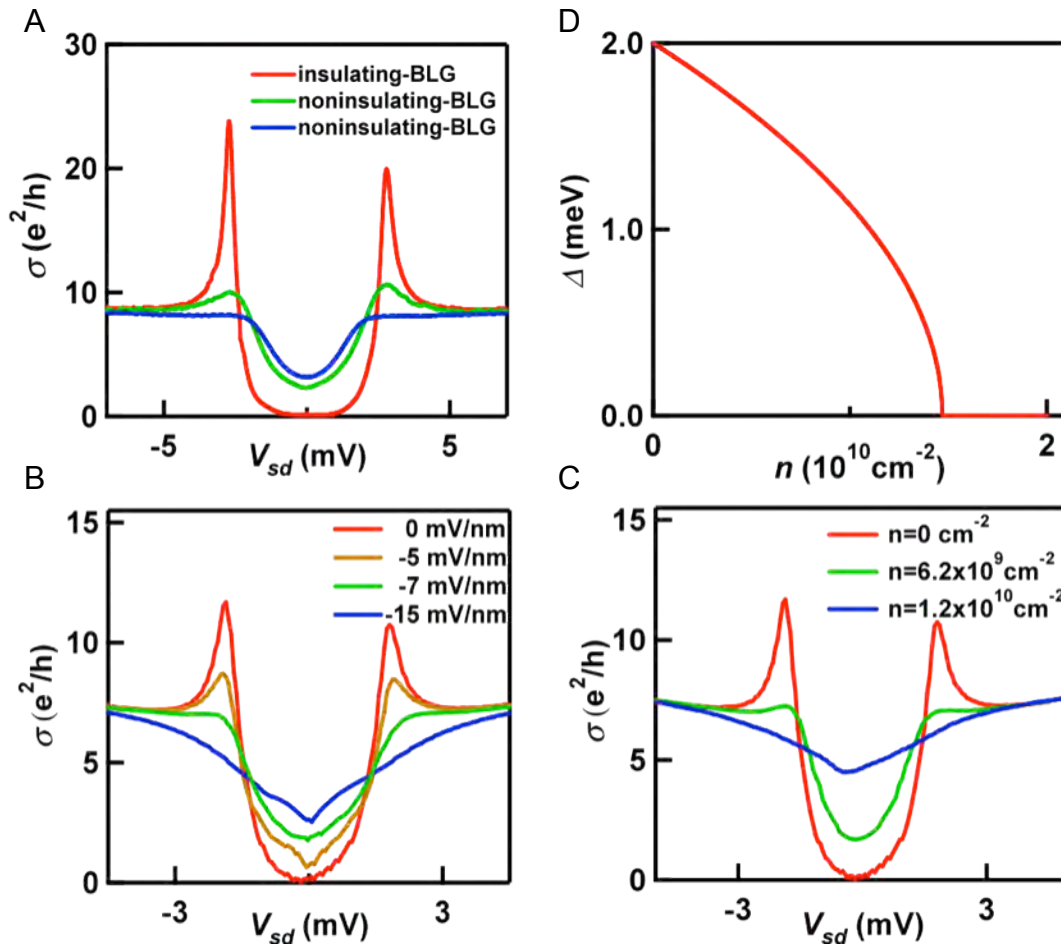 A
30
20
10
0
σ (e²/h)
insulating-BLG
noninsulating-BLG
noninsulating-BLG
-5
5
V_sd (mV)
D
2.0
1.0
0.0
Δ (meV)
0
2
n (10¹⁰cm⁻²)
B
15
10
5
0
σ (e²/h)
0 mV/nm
-5 mV/nm
-7 mV/nm
-15 mV/nm
-3
3
V_sd (mV)
C
15
10
5
0
σ (e²/h)
n=0 cm⁻²
n=6.2x10⁹cm⁻²
n=1.2x10¹⁰cm⁻²
-3
3
V_sd (mV)